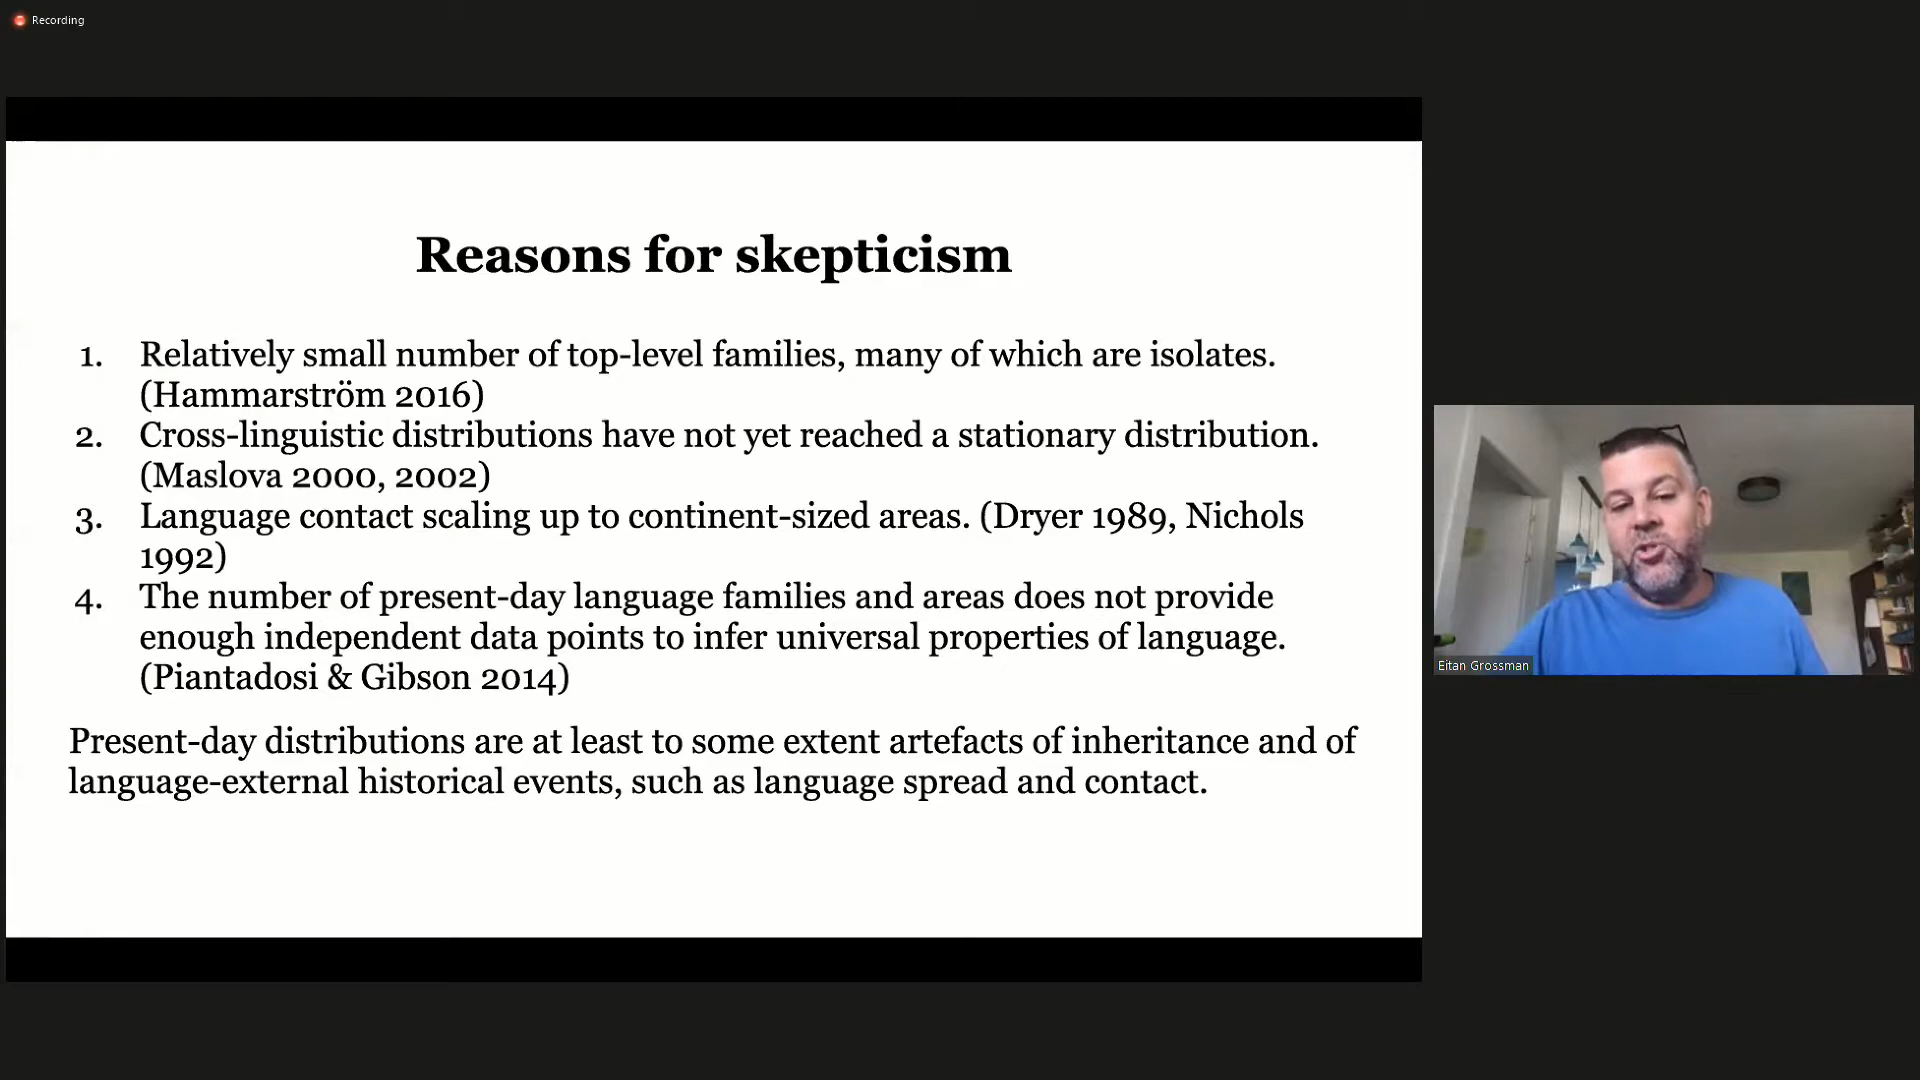 Recording
Reasons for skepticism
1. Relatively small number of top-level families, many of which are isolates.
(Hammarström 2016)
2. Cross-linguistic distributions have not yet reached a stationary distribution.
(Maslova 2000, 2002)
3. Language contact scaling up to continent-sized areas. (Dryer 1989, Nichols
1992)
4. The number of present-day language families and areas does not provide
enough independent data points to infer universal properties of language.
(Piantadosi & Gibson 2014)
Present-day distributions are at least to some extent artefacts of inheritance and of
language-external historical events, such as language spread and contact.
Eitan Grossman